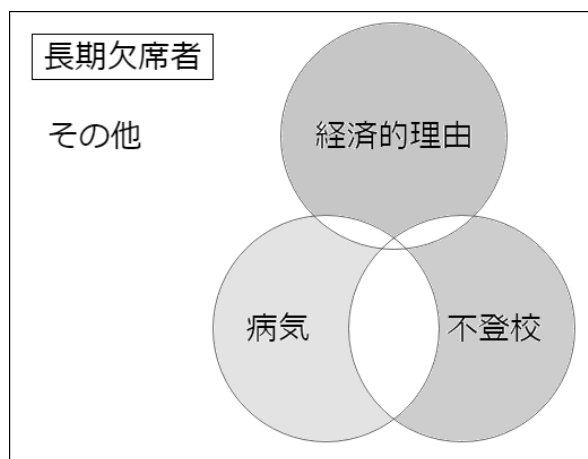 長期欠席者
その他
経済的理由
病気
不登校